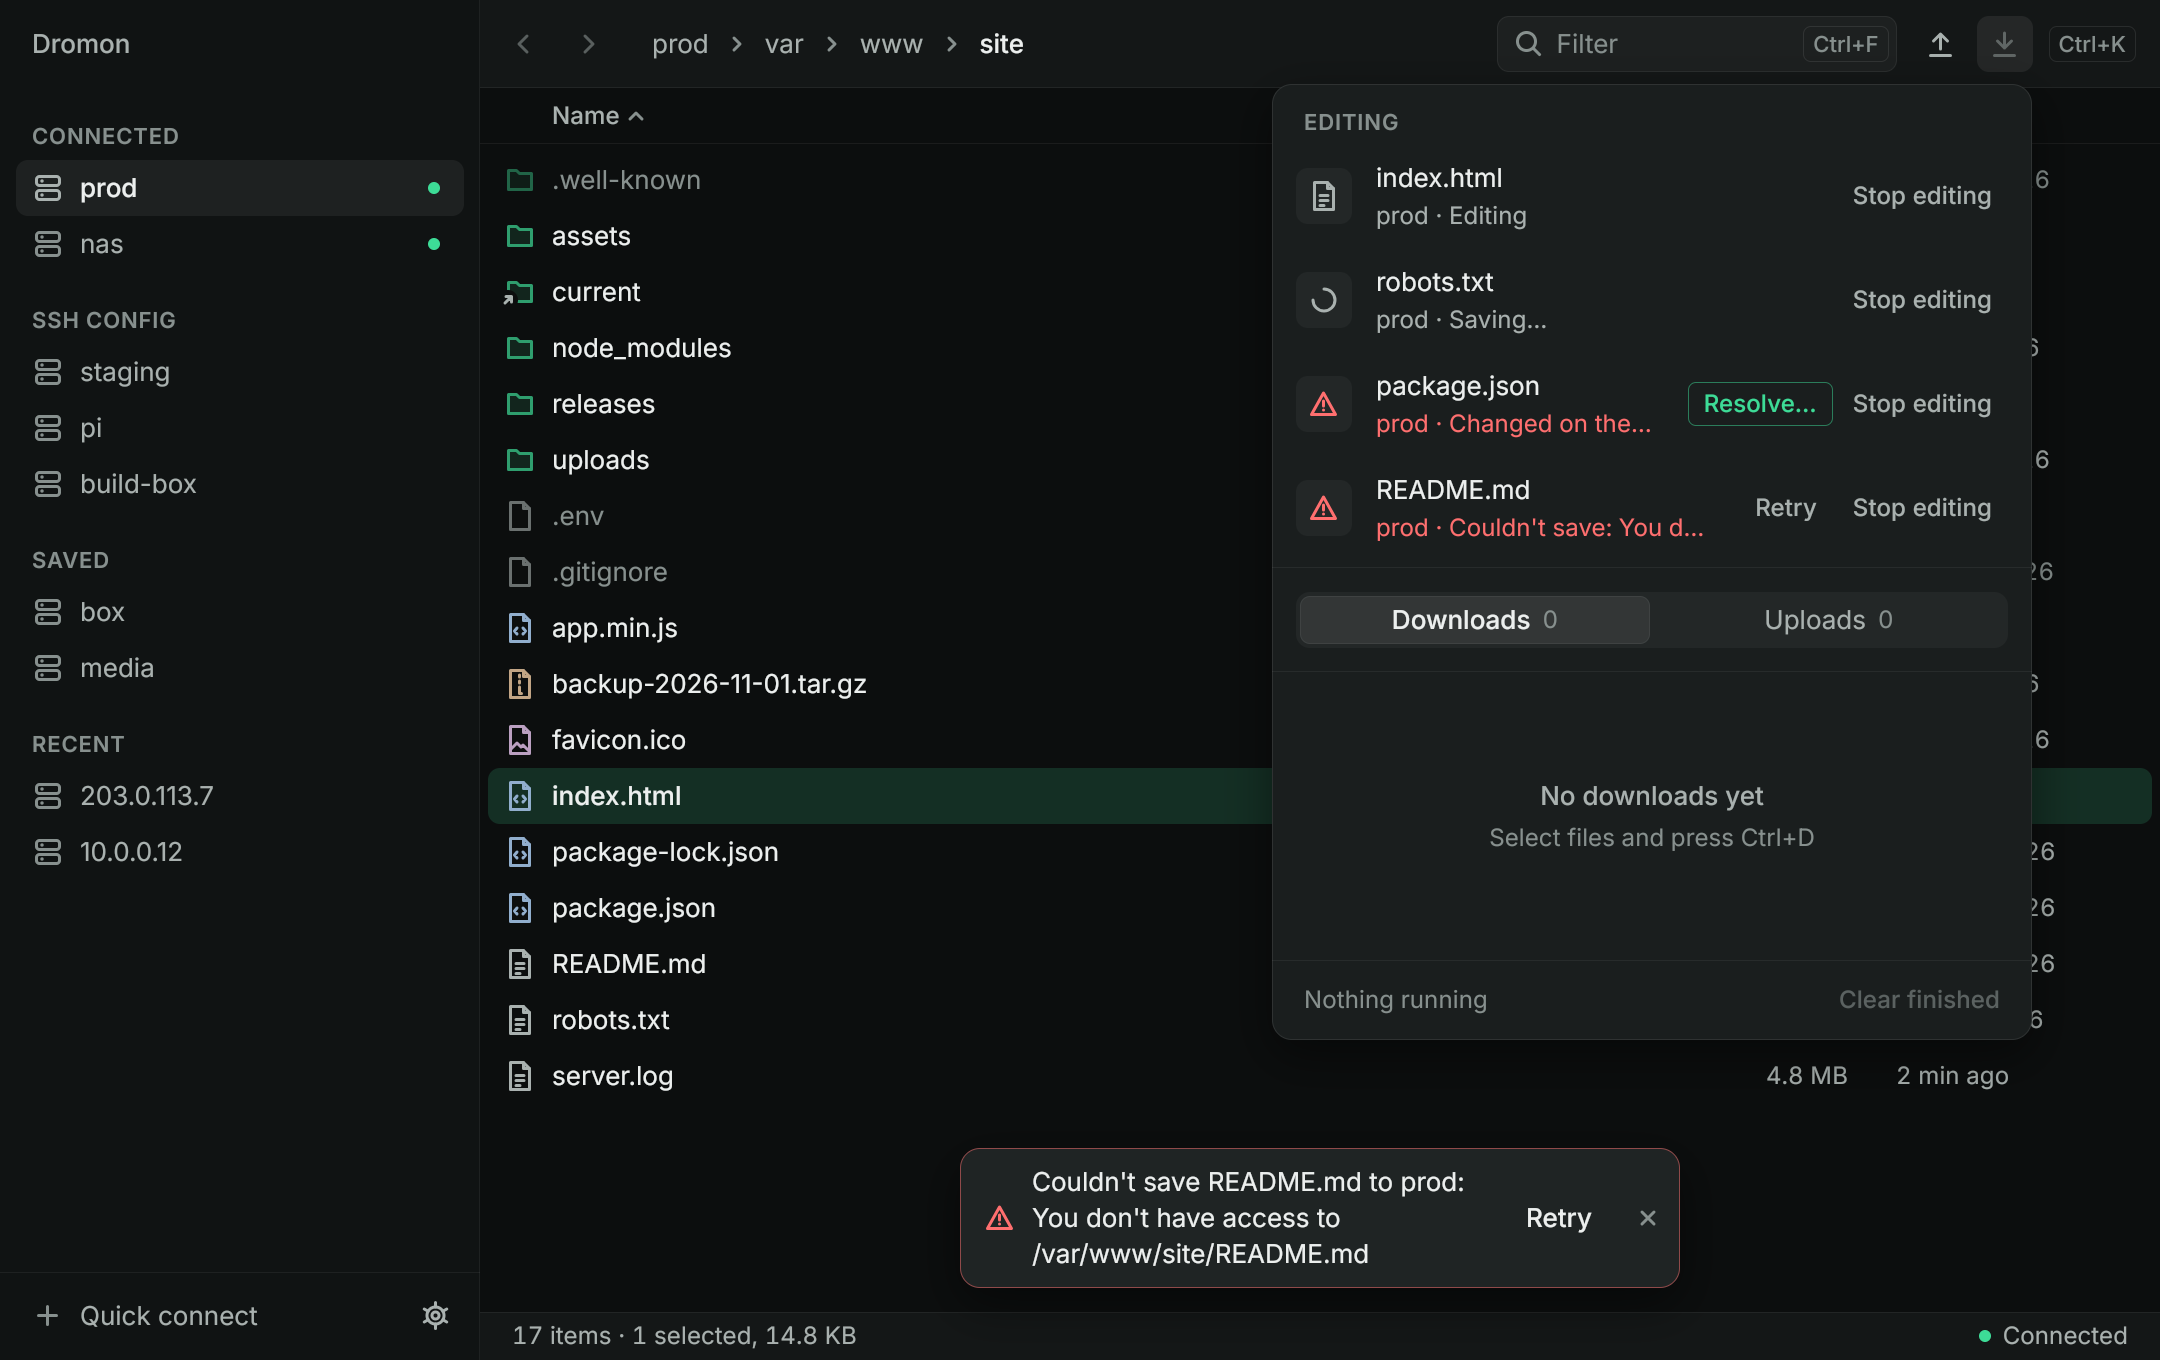 Dromon
prod
var
www
site
Filter
Ctrl+F
Ctrl+K
CONNECTED
prod
nas
SSH CONFIG
staging
pi
build-box
SAVED
box
media
RECENT
203.0.113.7
10.0.0.12
Quick connect
Name
.well-known
assets
current
node_modules
releases
uploads
.env
.gitignore
app.min.js
backup-2026-11-01.tar.gz
favicon.ico
index.html
package-lock.json
package.json
README.md
robots.txt
server.log
4.8 MB
2 min ago
EDITING
index.html
prod · Editing
Stop editing
robots.txt
prod · Saving...
Stop editing
package.json
prod · Changed on the...
Resolve...
Stop editing
README.md
prod · Couldn't save: You d...
Retry
Stop editing
Downloads 0
Uploads 0
No downloads yet
Select files and press Ctrl+D
Nothing running
Clear finished
Couldn't save README.md to prod:
You don't have access to
/var/www/site/README.md
Retry
17 items · 1 selected, 14.8 KB
Connected